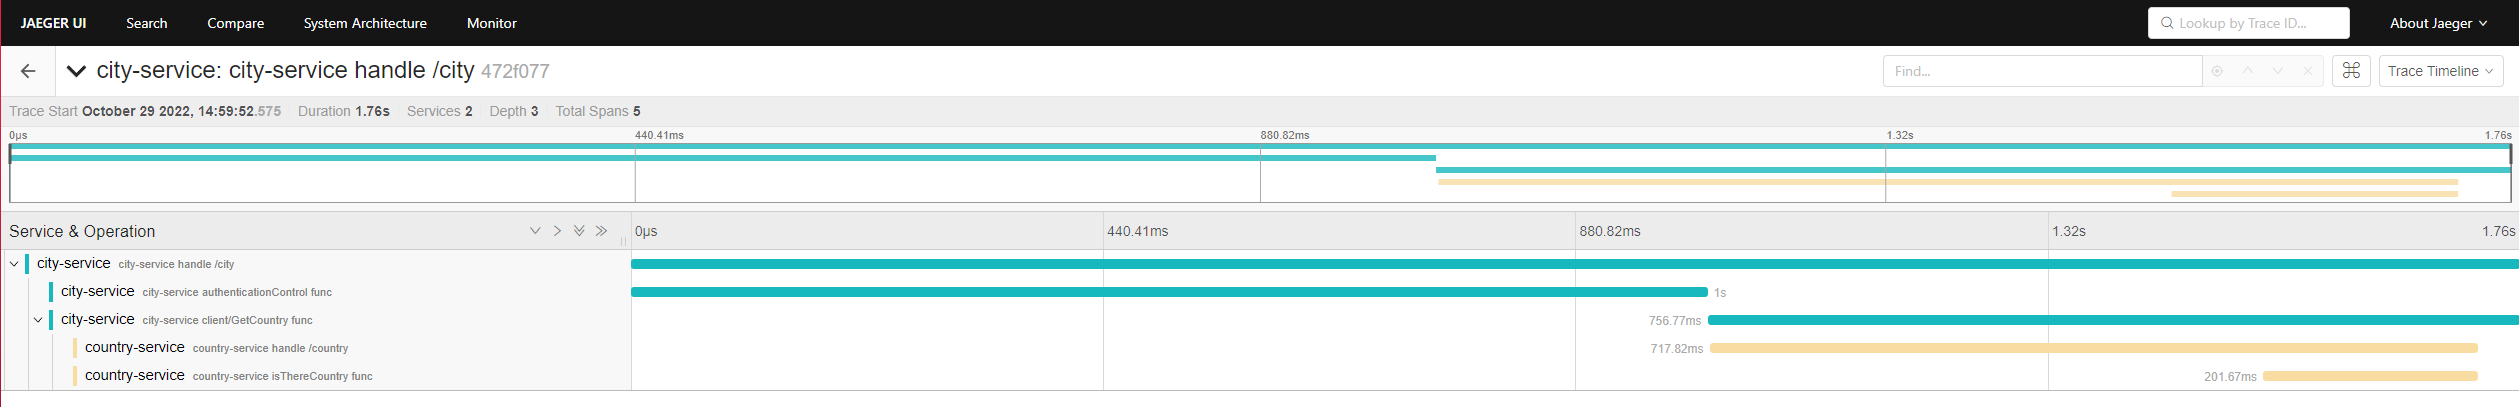 JAEGER UI Search Compare System Architecture Monitor Lookup by Trace ID... About Jaeger
city-service: city-service handle /city 472f077 Find... Trace Timeline
Trace Start October 29 2022, 14:59:52.575 Duration 1.76s Services 2 Depth 3 Total Spans 5
0μs 440.41ms 880.82ms 1.32s 1.76s
Service & Operation 0μs 440.41ms 880.82ms 1.32s 1.76s
city-service city-service handle /city
city-service city-service authenticationControl func 1s
city-service city-service client/GetCountry func 756.77ms
country-service country-service handle /country 717.82ms
country-service country-service isThereCountry func 201.67ms